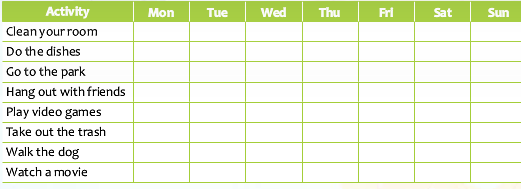 Activity Mon Tue Wed Thu Fri Sat Sun
Clean your room
Do the dishes
Go to the park
Hang out with friends
Play video games
Take out the trash
Walk the dog
Watch a movie